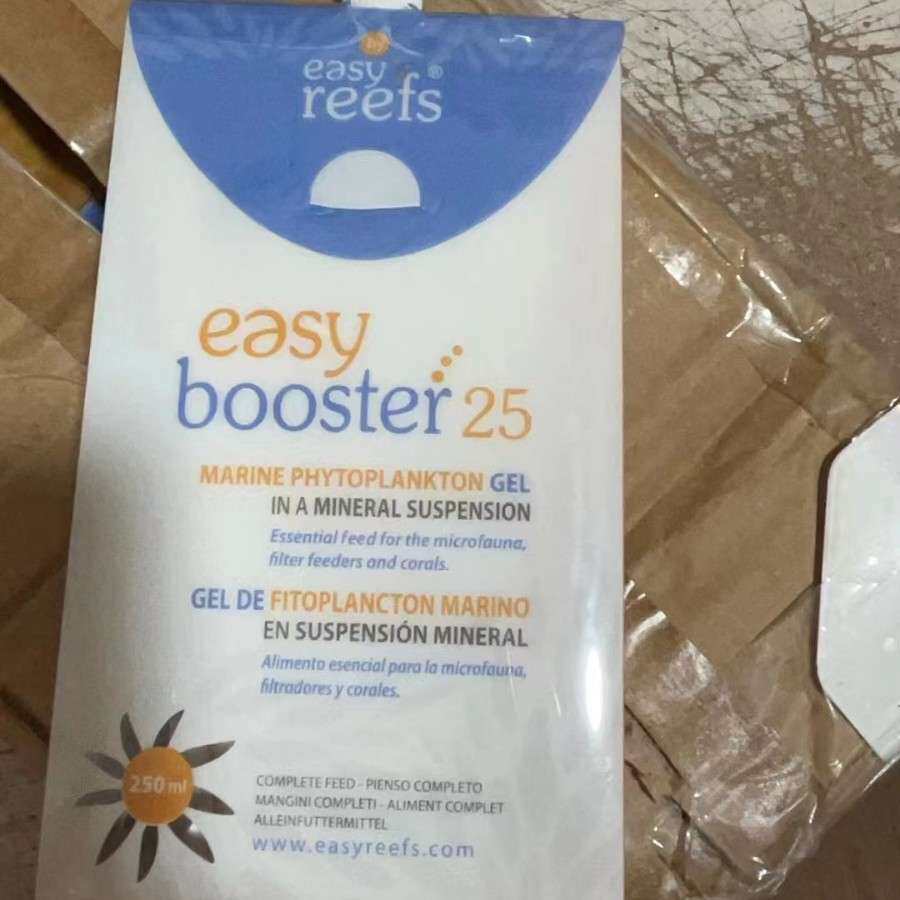 by
easy
reefs®
easy
booster 25
MARINE PHYTOPLANKTON GEL
IN A MINERAL SUSPENSION
Essential feed for the microfauna,
filter feeders and corals.
GEL DE FITOPLANCTON MARINO
EN SUSPENSIÓN MINERAL
Alimento esencial para la microfauna,
filtradores y corales.
250 ml
COMPLETE FEED - PIENSO COMPLETO
MANGINI COMPLETI - ALIMENT COMPLET
ALLEINFUTTERMITTEL
www.easyreefs.com